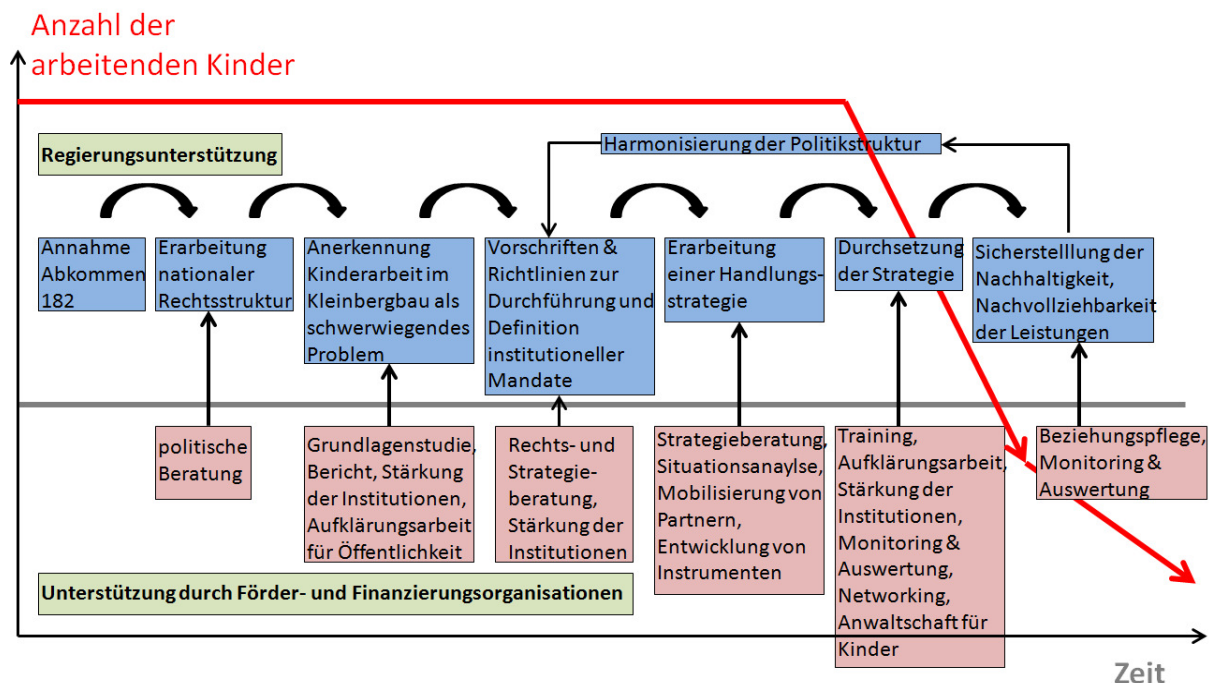 Anzahl der
arbeitenden Kinder
Regierungsunterstützung
Harmonisierung der Politikstruktur
Annahme
Abkommen
182
Erarbeitung
nationaler
Rechtsstruktur
Anerkennung
Kinderarbeit im
Kleinbergbau als
schwerwiegendes
Problem
Vorschriften &
Richtlinien zur
Durchführung und
Definition
institutioneller
Mandate
Erarbeitung
einer Handlungs-
strategie
Durchsetzung
der Strategie
Sicherstelllung der
Nachhaltigkeit,
Nachvollziehbarkeit
der Leistungen
politische
Beratung
Grundlagenstudie,
Bericht, Stärkung
der Institutionen,
Aufklärungsarbeit
für Öffentlichkeit
Rechts- und
Strategie-
beratung,
Stärkung der
Institutionen
Strategieberatung,
Situationsanaylse,
Mobilisierung von
Partnern,
Entwicklung von
Instrumenten
Training,
Aufklärungsarbeit,
Stärkung der
Institutionen,
Monitoring &
Auswertung,
Networking,
Anwaltschaft für
Kinder
Beziehungspflege,
Monitoring &
Auswertung
Unterstützung durch Förder- und Finanzierungsorganisationen
Zeit